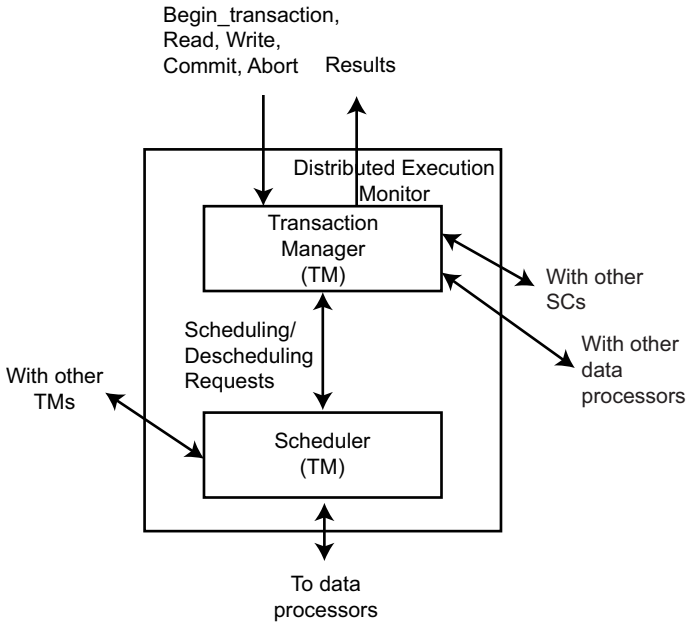 Begin_transaction,
Read, Write,
Commit, Abort
Results
Distributed Execution
Monitor
Transaction
Manager
(TM)
With other
SCs
With other
data
processors
Scheduling/
Descheduling
Requests
With other
TMs
Scheduler
(TM)
To data
processors